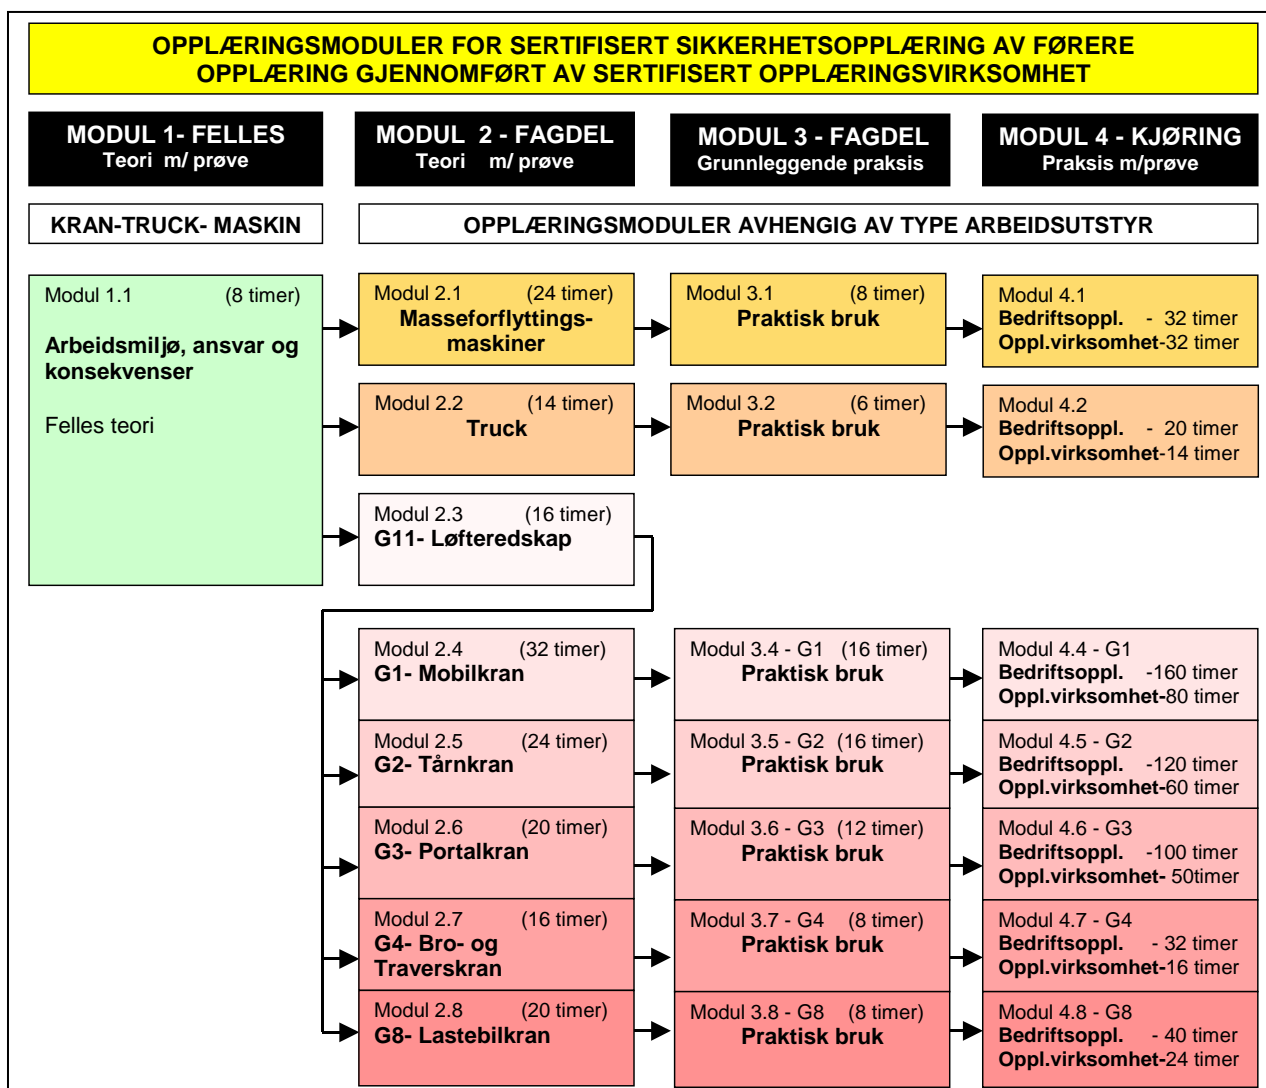 OPPLÆRINGSMODULER FOR SERTIFISERT SIKKERHETSOPPLÆRING AV FØRERE
OPPLÆRING GJENNOMFØRT AV SERTIFISERT OPPLÆRINGSVIRKSOMHET
MODUL 1- FELLES
Teori m/ prøve
MODUL 2 - FAGDEL
Teori m/ prøve
MODUL 3 - FAGDEL
Grunnleggende praksis
MODUL 4 - KJØRING
Praksis m/prøve
KRAN-TRUCK- MASKIN
OPPLÆRINGSMODULER AVHENGIG AV TYPE ARBEIDSUTSTYR
Modul 1.1 (8 timer)
Arbeidsmiljø, ansvar og
konsekvenser
Felles teori
Modul 2.1 (24 timer)
Masseforflyttings-
maskiner
Modul 3.1 (8 timer)
Praktisk bruk
Modul 4.1
Bedriftsoppl. - 32 timer
Oppl.virksomhet-32 timer
Modul 2.2 (14 timer)
Truck
Modul 3.2 (6 timer)
Praktisk bruk
Modul 4.2
Bedriftsoppl. - 20 timer
Oppl.virksomhet-14 timer
Modul 2.3 (16 timer)
G11- Løfteredskap
Modul 2.4 (32 timer)
G1- Mobilkran
Modul 3.4 - G1 (16 timer)
Praktisk bruk
Modul 4.4 - G1
Bedriftsoppl. -160 timer
Oppl.virksomhet-80 timer
Modul 2.5 (24 timer)
G2- Tårnkran
Modul 3.5 - G2 (16 timer)
Praktisk bruk
Modul 4.5 - G2
Bedriftsoppl. -120 timer
Oppl.virksomhet-60 timer
Modul 2.6 (20 timer)
G3- Portalkran
Modul 3.6 - G3 (12 timer)
Praktisk bruk
Modul 4.6 - G3
Bedriftsoppl. -100 timer
Oppl.virksomhet- 50timer
Modul 2.7 (16 timer)
G4- Bro- og
Traverskran
Modul 3.7 - G4 (8 timer)
Praktisk bruk
Modul 4.7 - G4
Bedriftsoppl. - 32 timer
Oppl.virksomhet-16 timer
Modul 2.8 (20 timer)
G8- Lastebilkran
Modul 3.8 - G8 (8 timer)
Praktisk bruk
Modul 4.8 - G8
Bedriftsoppl. - 40 timer
Oppl.virksomhet-24 timer